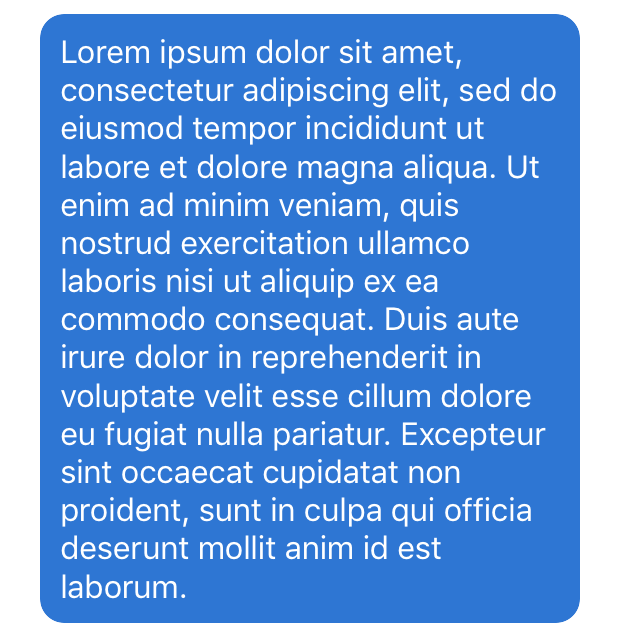 Lorem ipsum dolor sit amet,
consectetur adipiscing elit, sed do
eiusmod tempor incididunt ut
labore et dolore magna aliqua. Ut
enim ad minim veniam, quis
nostrud exercitation ullamco
laboris nisi ut aliquip ex ea
commodo consequat. Duis aute
irure dolor in reprehenderit in
voluptate velit esse cillum dolore
eu fugiat nulla pariatur. Excepteur
sint occaecat cupidatat non
proident, sunt in culpa qui officia
deserunt mollit anim id est
laborum.